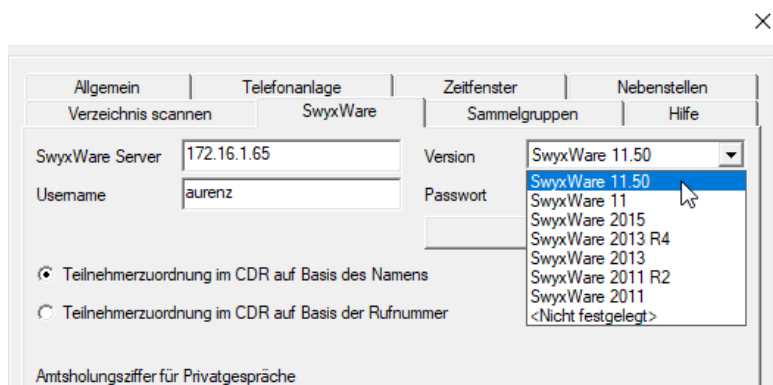 Allgemein Telefonanlage Zeitfenster Nebenstellen
Verzeichnis scannen SwyxWare Sammelgruppen Hilfe
SwyxWare Server 172.16.1.65 Version SwyxWare 11.50
Username aurenz Passwort
SwyxWare 11.50
SwyxWare 11
SwyxWare 2015
SwyxWare 2013 R4
SwyxWare 2013
SwyxWare 2011 R2
SwyxWare 2011
<Nicht festgelegt>
Teilnehmerzuordnung im CDR auf Basis des Namens
Teilnehmerzuordnung im CDR auf Basis der Rufnummer
Amtsholungsziffer für Privatgespräche